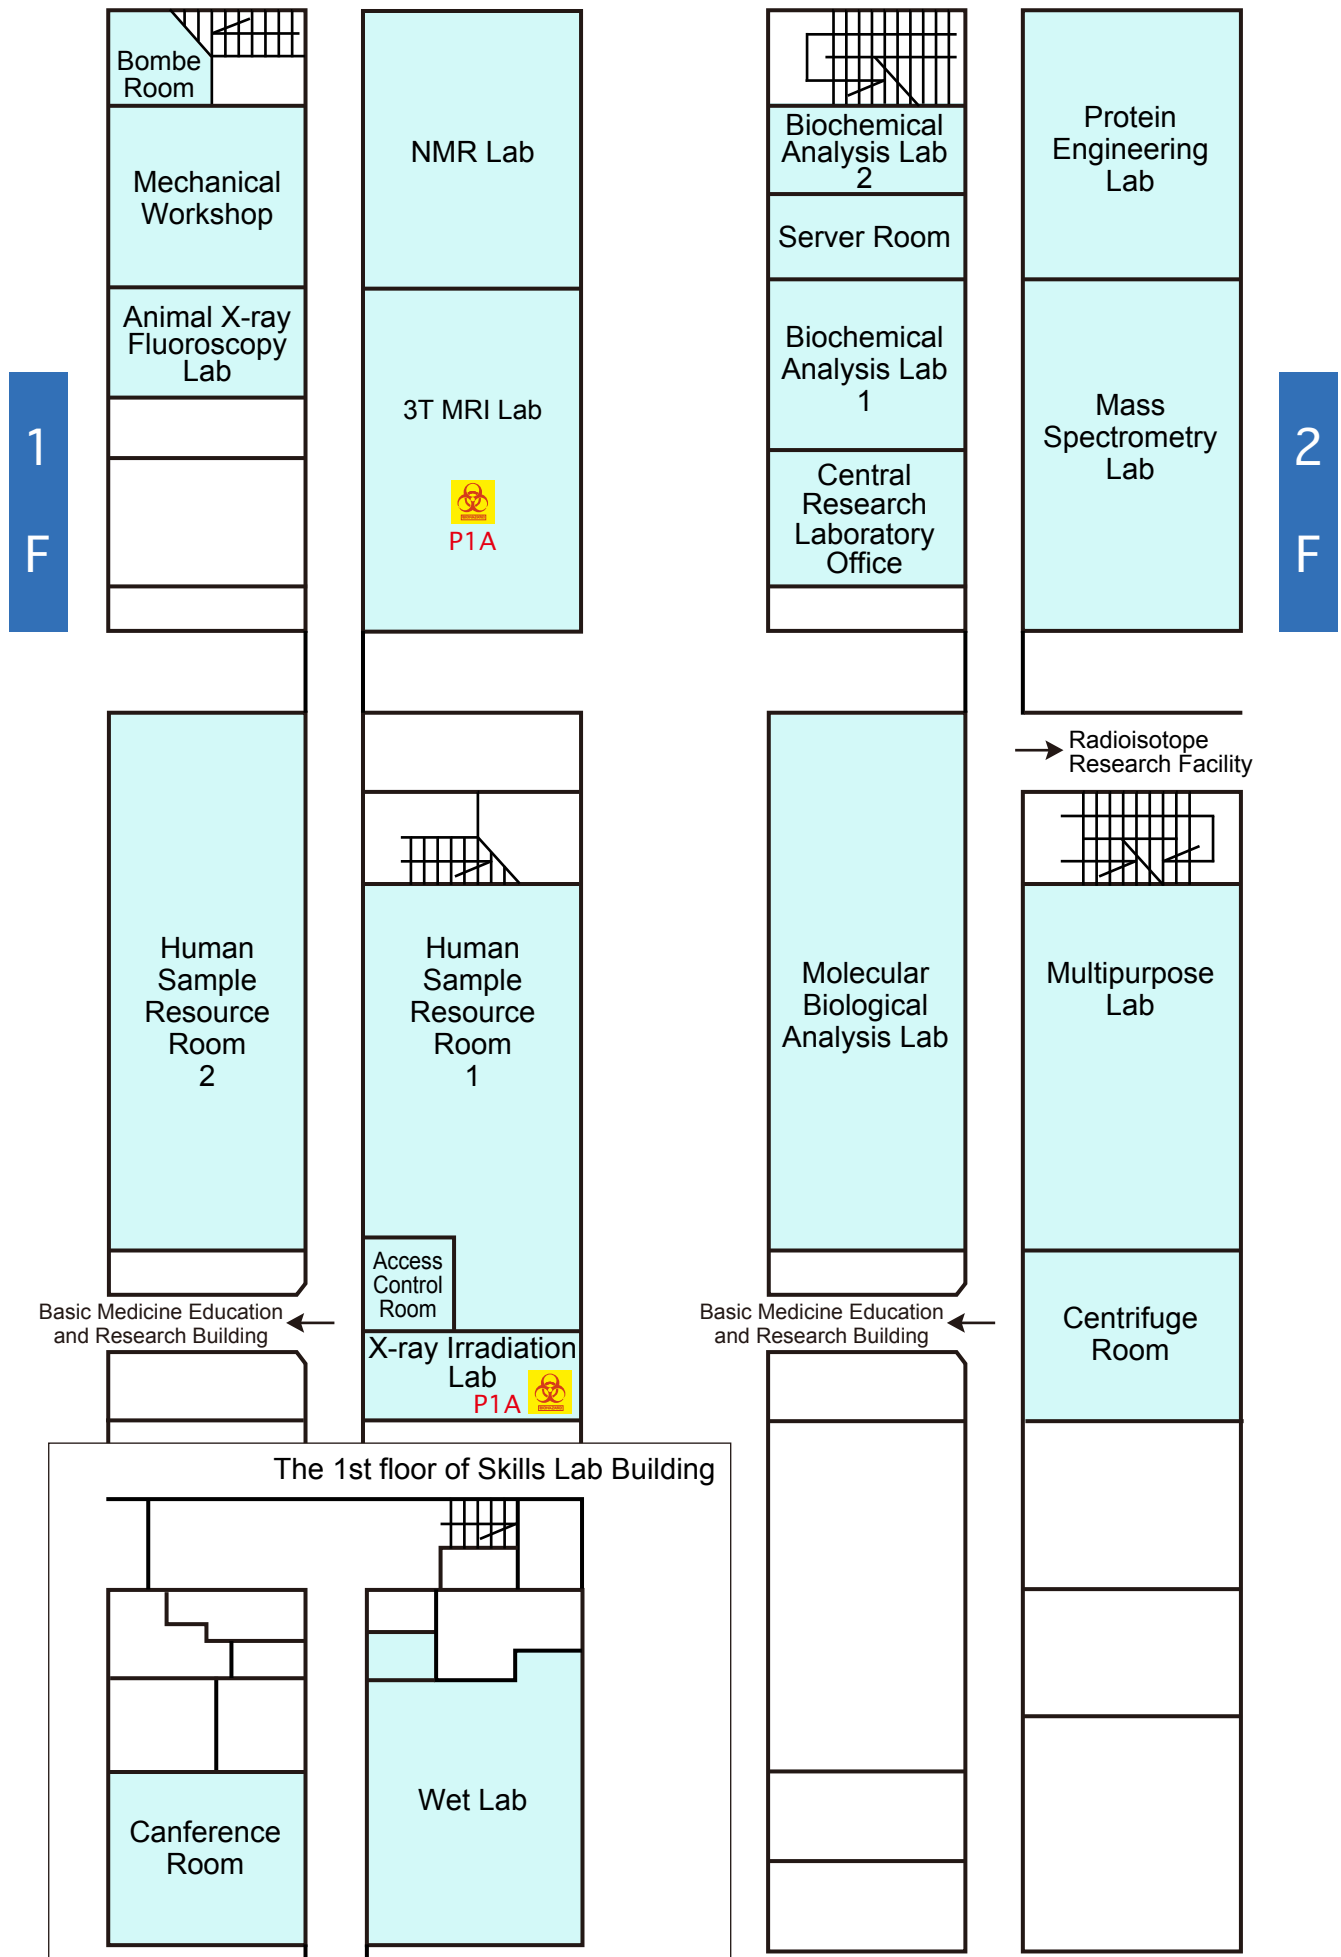 Bombe
Room
Mechanical
Workshop
Animal X-ray
Fluoroscopy
Lab
1
F
NMR Lab
3T MRI Lab
P1A
Human
Sample
Resource
Room
2
Human
Sample
Resource
Room
1
Access
Control
Room
Basic Medicine Education
and Research Building
X-ray Irradiation
Lab
P1A
BIOHAZARD
The 1st floor of Skills Lab Building
Canference
Room
Wet Lab
Biochemical
Analysis Lab
2
Server Room
Biochemical
Analysis Lab
1
Central
Research
Laboratory
Office
Protein
Engineering
Lab
Mass
Spectrometry
Lab
2
F
Radioisotope
Research Facility
Molecular
Biological
Analysis Lab
Multipurpose
Lab
Basic Medicine Education
and Research Building
Centrifuge
Room